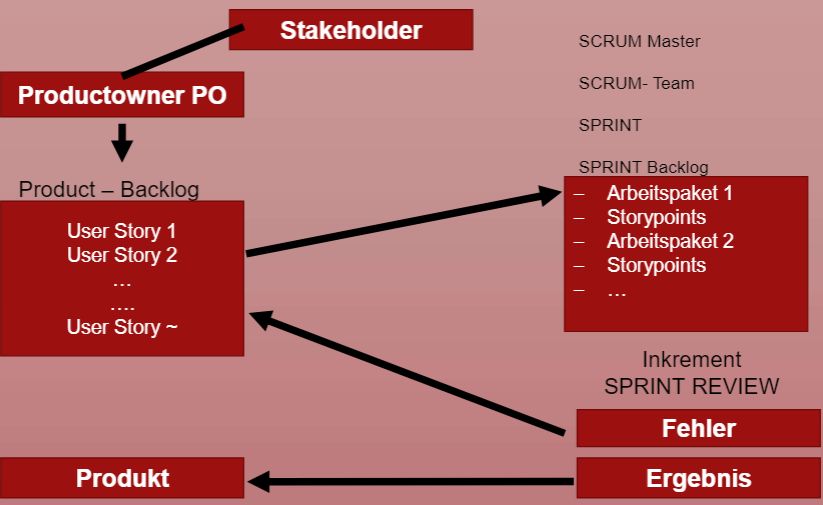 Stakeholder
Productowner PO
Product – Backlog
User Story 1
User Story 2
…
….
User Story ~
SCRUM Master
SCRUM- Team
SPRINT
SPRINT Backlog
– Arbeitspaket 1
– Storypoints
– Arbeitspaket 2
– Storypoints
– …
Inkrement
SPRINT REVIEW
Fehler
Ergebnis
Produkt